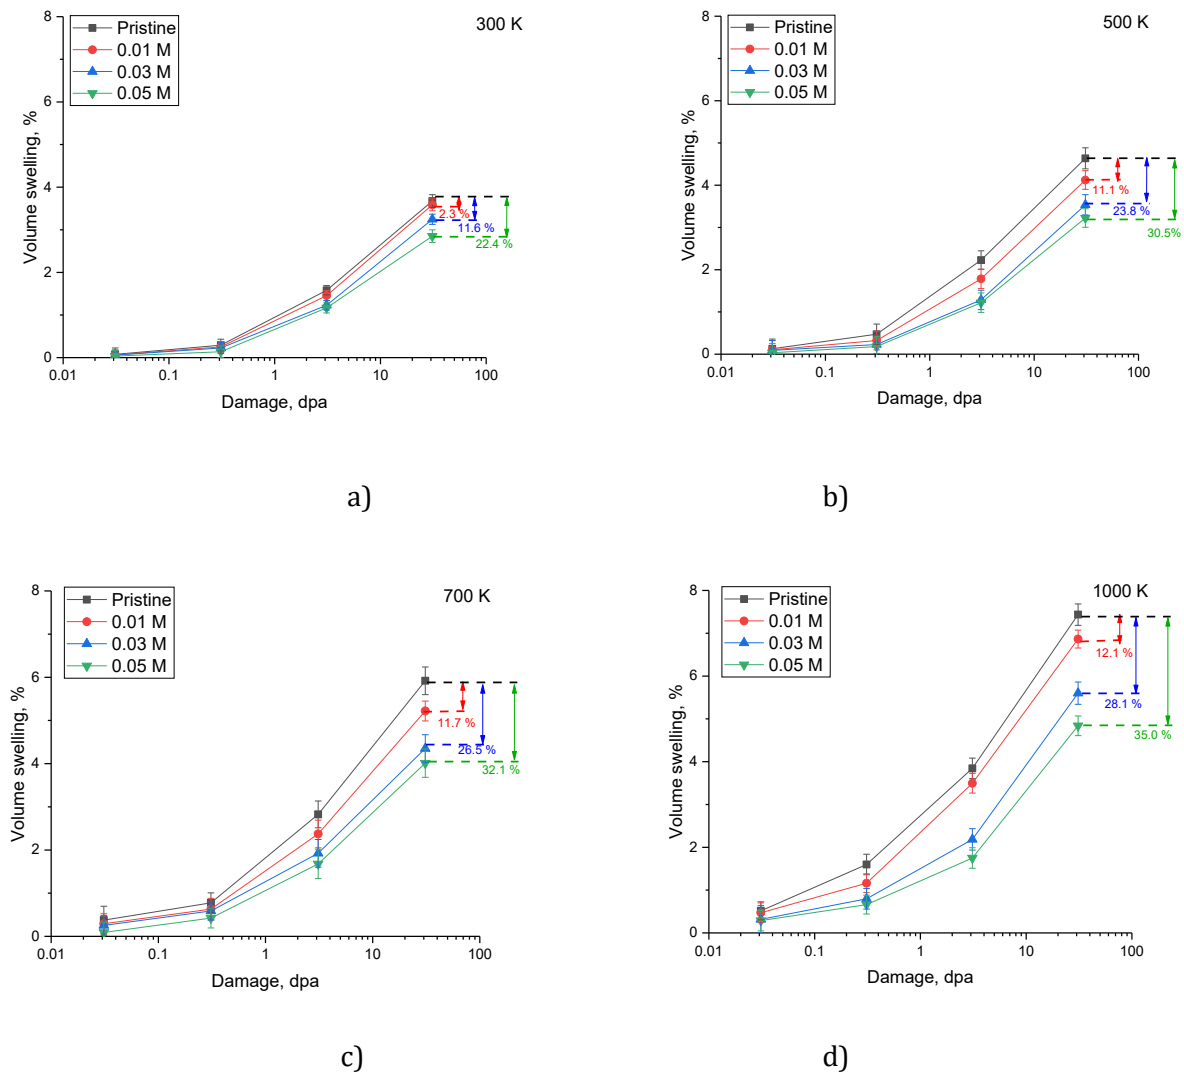 Pristine
0.01 M
0.03 M
0.05 M
300 K
Volume swelling, %
8
6
4
2
0
2.3 %
11.6 %
22.4 %
0.01
0.1
1
10
100
Damage, dpa
a)
Pristine
0.01 M
0.03 M
0.05 M
500 K
Volume swelling, %
8
6
4
2
0
11.1 %
23.8 %
30.5%
0.01
0.1
1
10
100
Damage, dpa
b)
Pristine
0.01 M
0.03 M
0.05 M
700 K
Volume swelling, %
8
6
4
2
0
11.7 %
26.5 %
32.1 %
0.01
0.1
1
10
100
Damage, dpa
c)
Pristine
0.01 M
0.03 M
0.05 M
1000 K
Volume swelling, %
8
6
4
2
0
12.1 %
28.1 %
35.0 %
0.01
0.1
1
10
100
Damage, dpa
d)